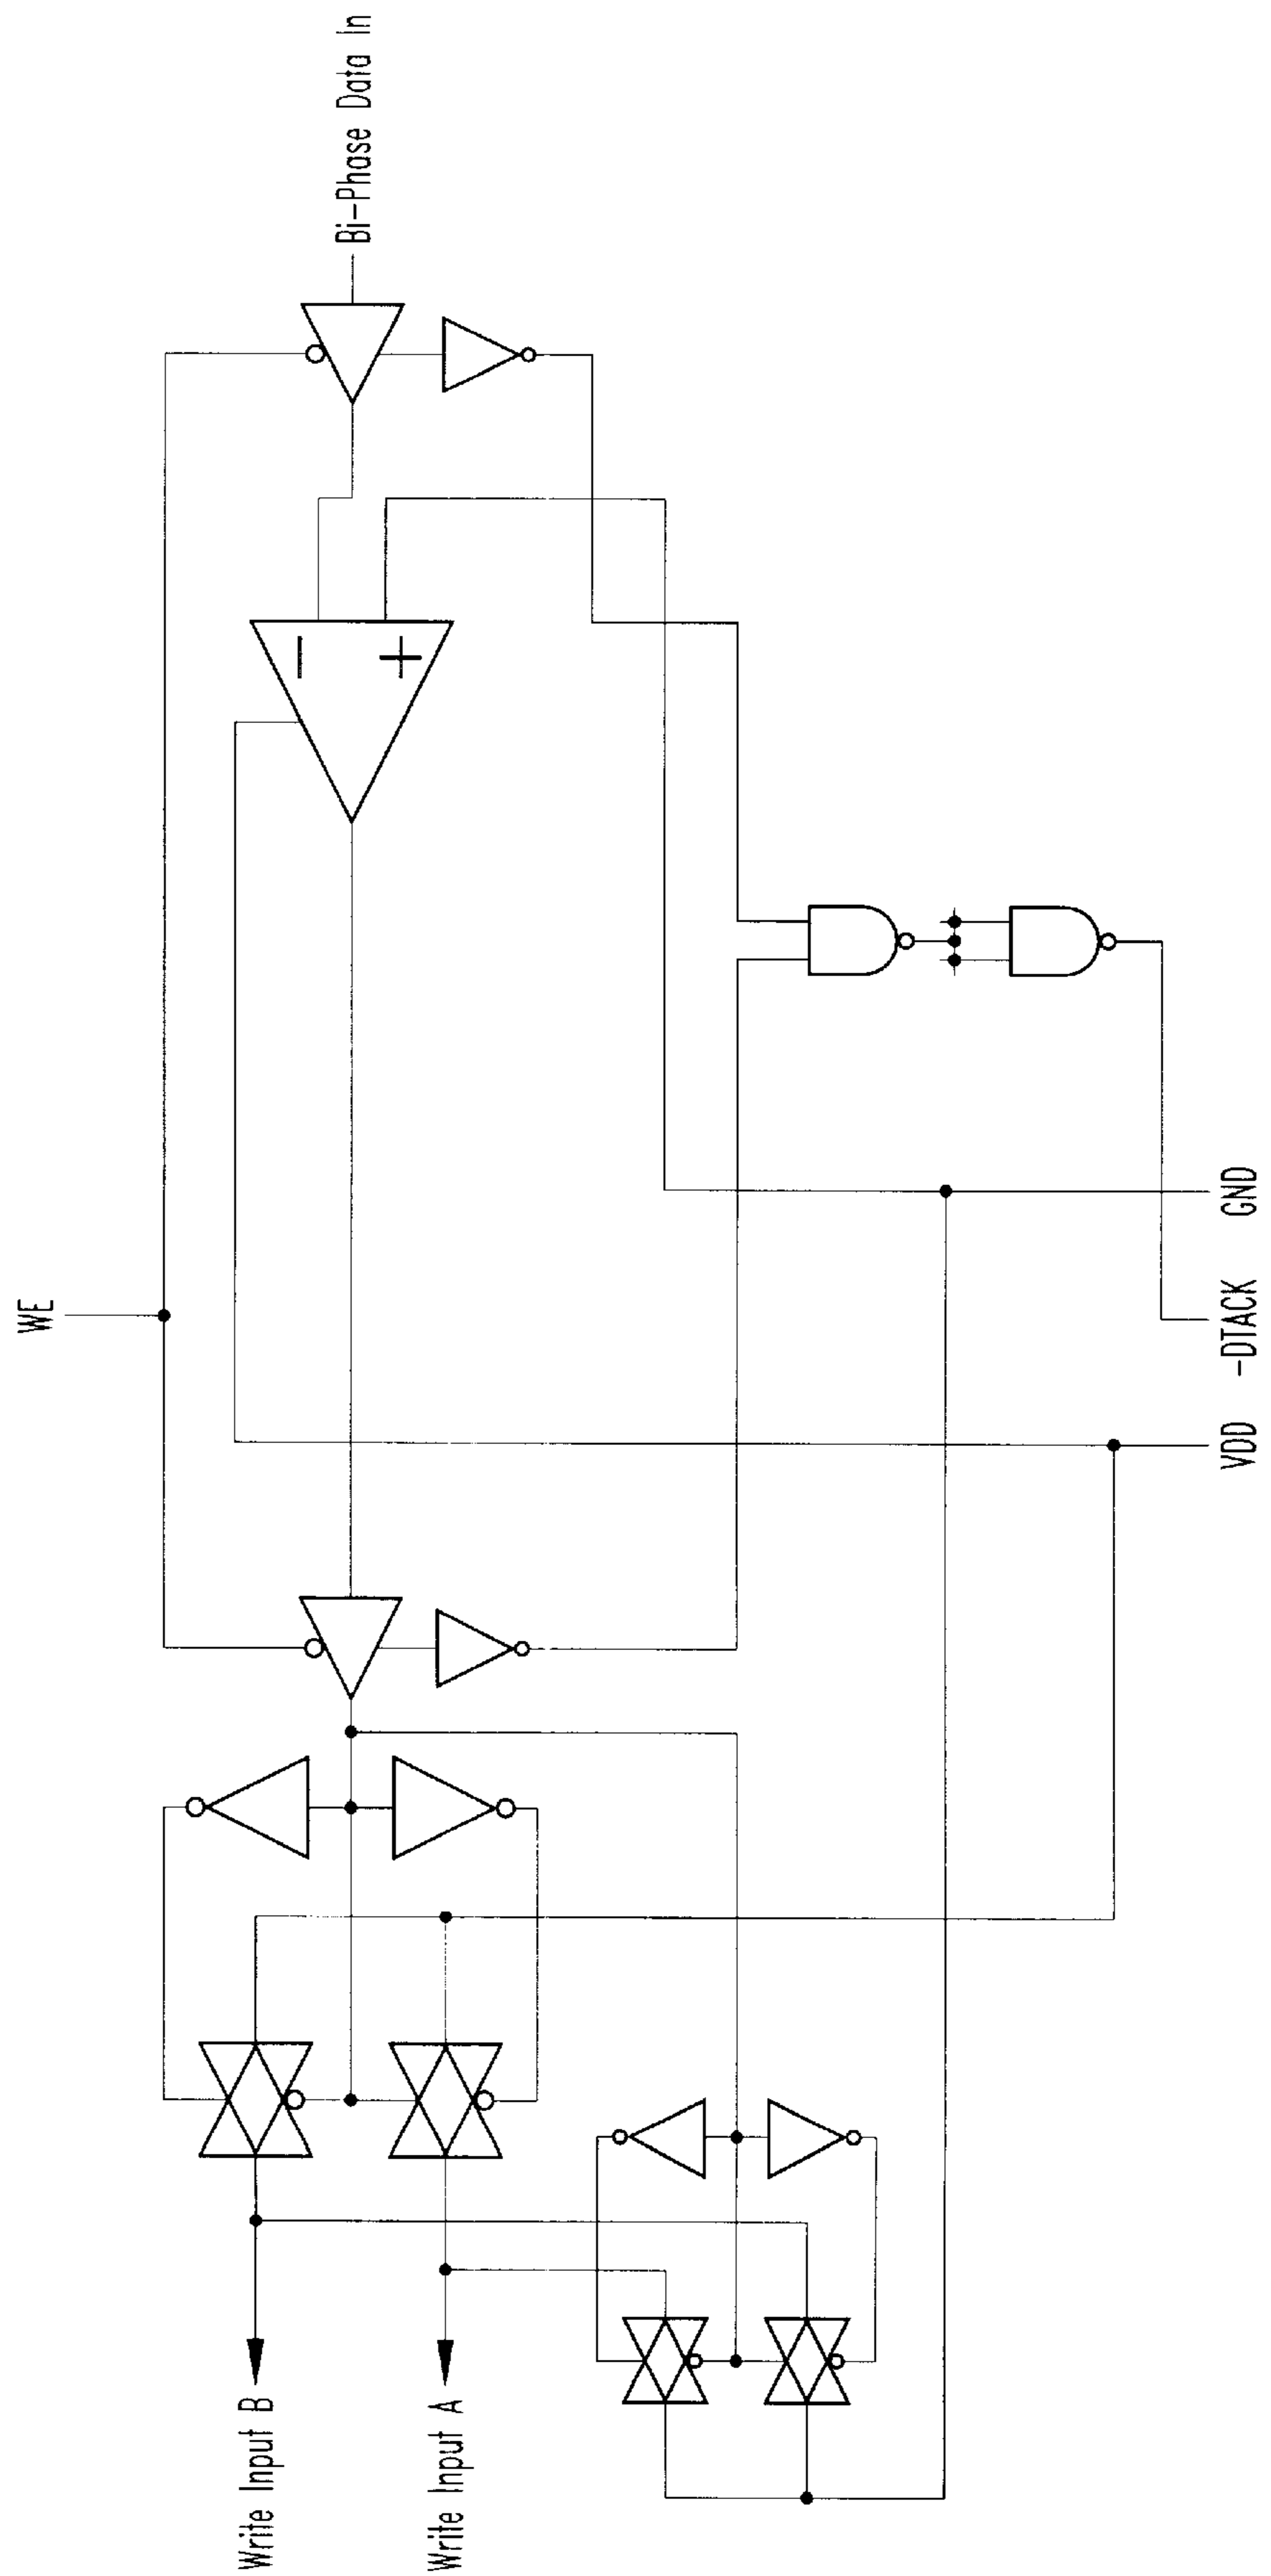 Bi-Phase Data In
WE
GND
-DTACK
VDD
Write Input B
Write Input A